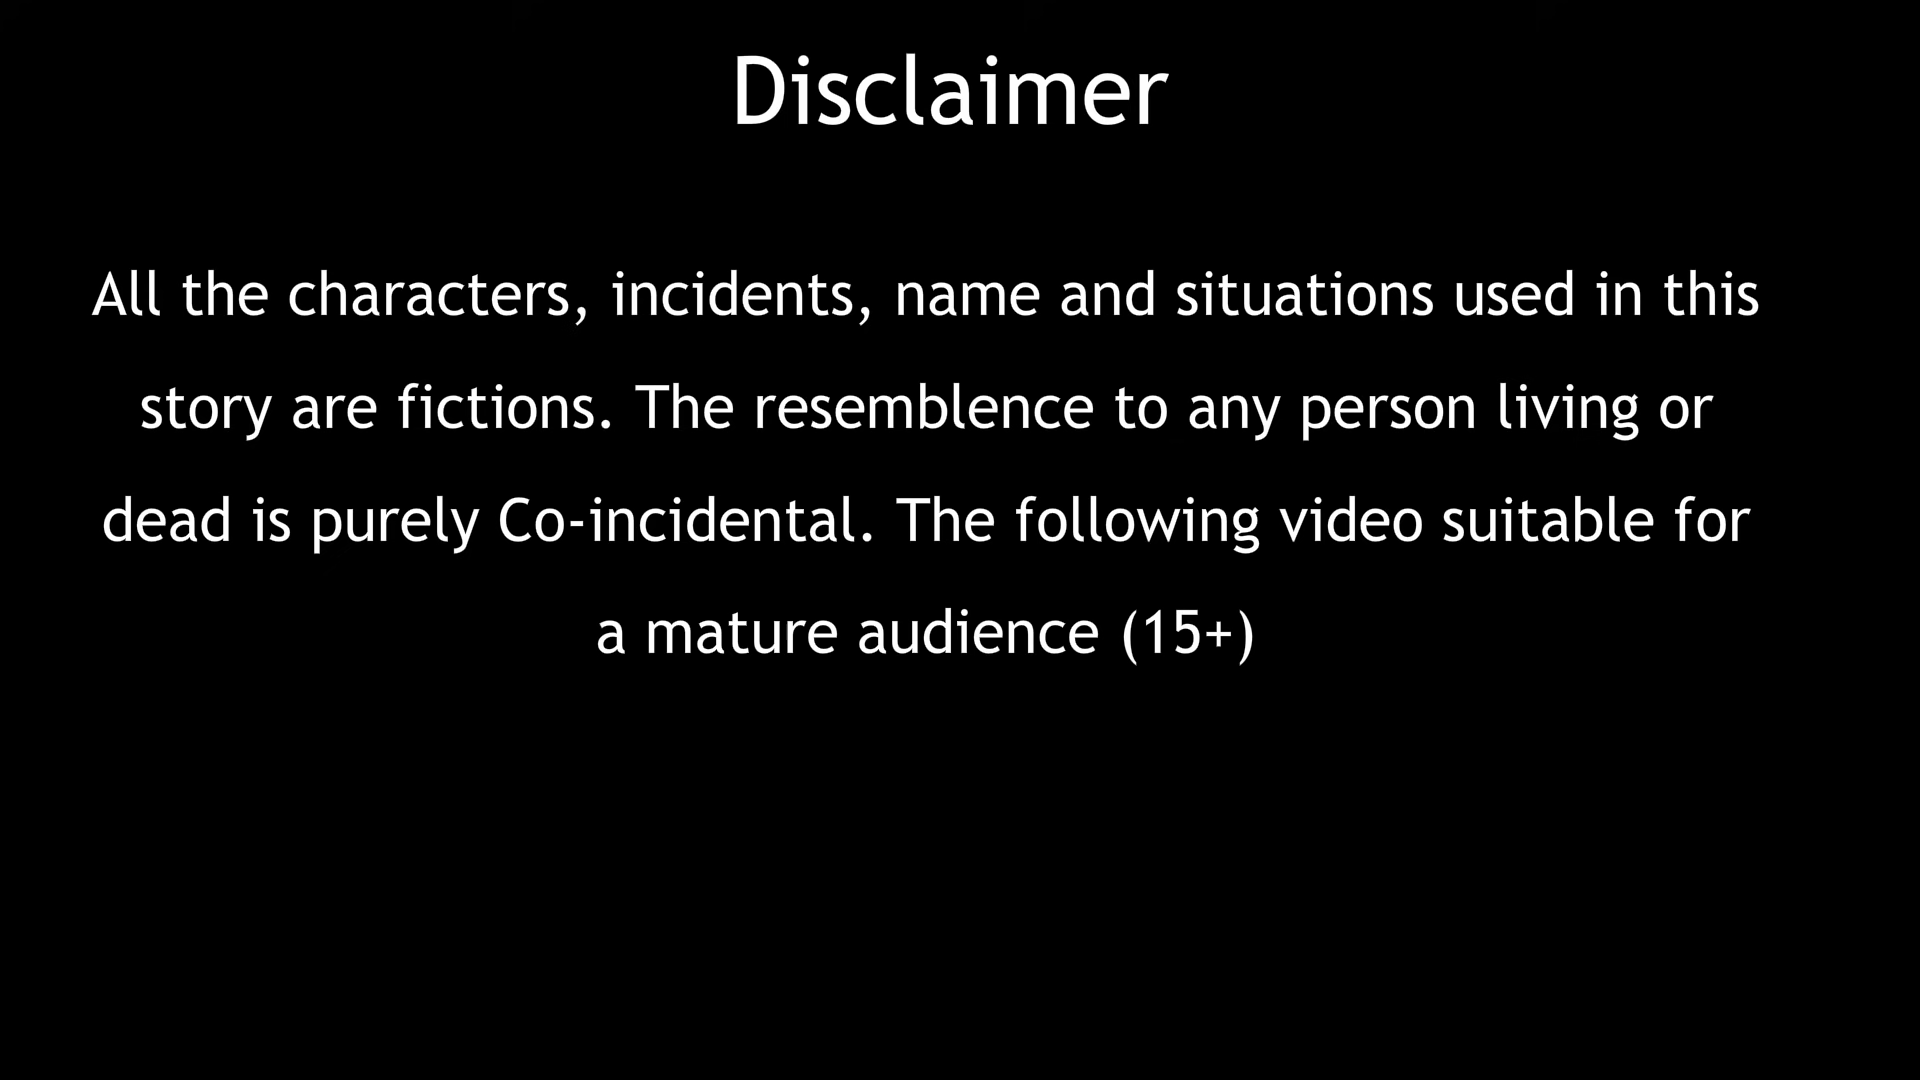 Disclaimer
All the characters, incidents, name and situations used in this
story are fictions. The resemblence to any person living or
dead is purely Co-incidental. The following video suitable for
a mature audience (15+)